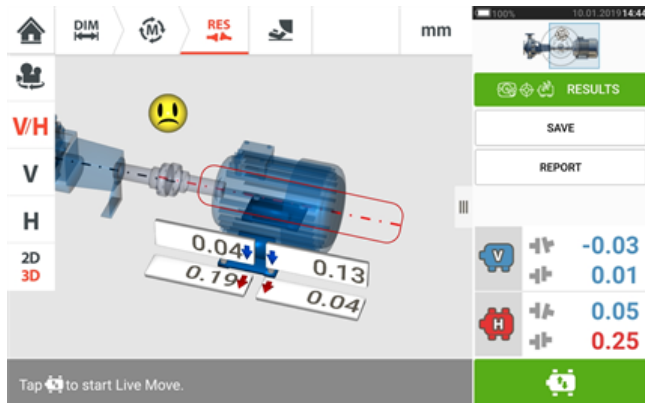 DIM
M
RES
mm
100%
10.01.2019 14:44
V/H
V
H
2D
3D
0.04
0.13
0.19
0.04
RESULTS
SAVE
REPORT
V
-0.03
0.01
H
0.05
0.25
Tap to start Live Move.